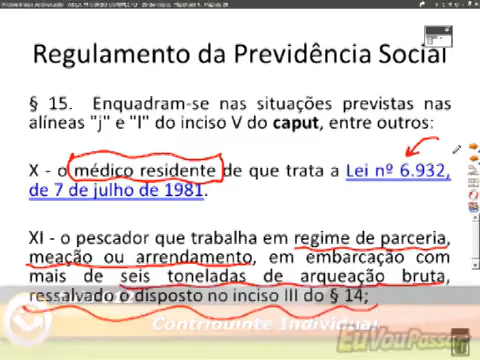 Regulamento da Previdência Social
§ 15. Enquadram-se nas situações previstas nas
alíneas "j" e "l" do inciso V do caput, entre outros:
X - o médico residente de que trata a Lei nº 6.932,
de 7 de julho de 1981.
XI - o pescador que trabalha em regime de parceria,
meação ou arrendamento, em embarcação com
mais de seis toneladas de arqueação bruta,
ressalvado o disposto no inciso III do § 14;
Contribuinte Individual
EuVouPassar